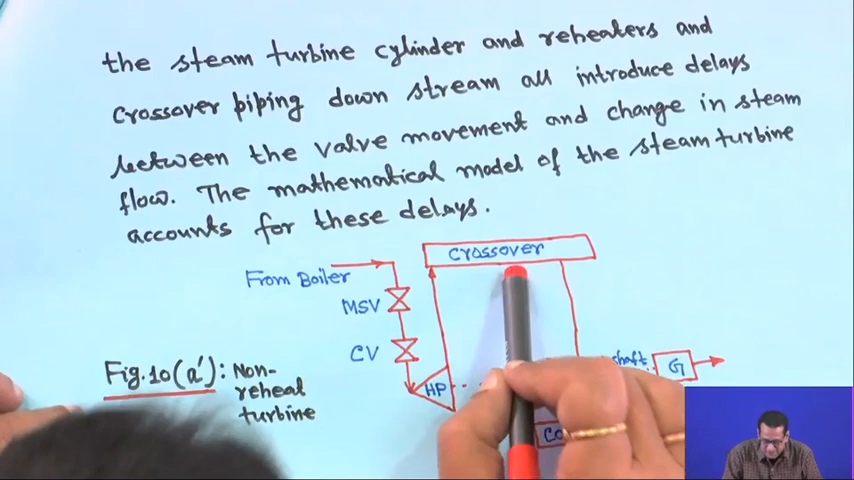 the steam turbine cylinder and reheaters and
crossover piping down stream all introduce delays
between the valve movement and change in steam
flow. The mathematical model of the steam turbine
accounts for these delays.
Crossover
From Boiler
MSV
CV
Fig.10(a'): Non-
reheat
turbine
HP
shaft
G